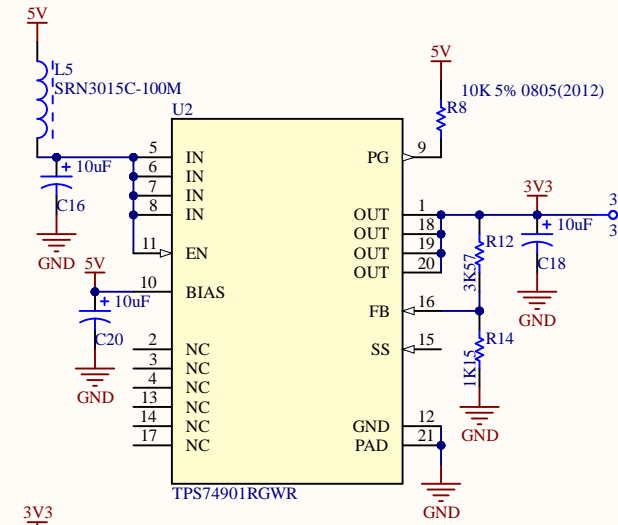 5V
L5
SRN3015C-100M
5V
10K 5% 0805(2012)
R8
U2
5 IN
6 IN
7 IN
8 IN
11 EN
10 BIAS
2 NC
3 NC
4 NC
13 NC
14 NC
17 NC
PG 9
OUT 1
OUT 18
OUT 19
OUT 20
FB 16
SS 15
GND 12
PAD 21
TPS74901RGWR
+ 10uF
C16
GND
5V
+ 10uF
C20
GND
3V3
3
3
+ 10uF
C18
GND
R12
3K57
R14
1K15
GND
GND
3V3